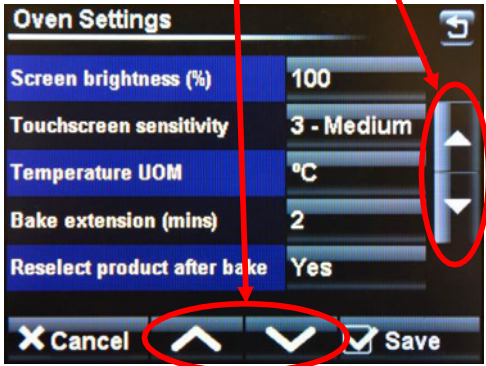 Oven Settings
Screen brightness (%) 100
Touchscreen sensitivity 3 - Medium
Temperature UOM ºC
Bake extension (mins) 2
Reselect product after bake Yes
Cancel Save